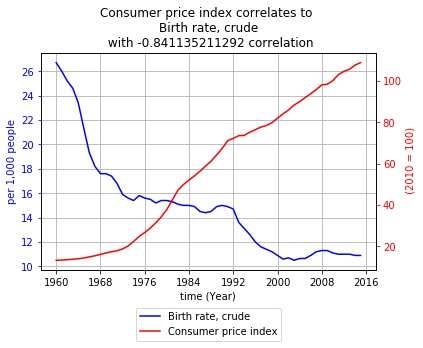 Consumer price index correlates to
Birth rate, crude
with -0.841135211292 correlation
26
24
22
20
18
16
14
12
10
per 1,000 people
100
80
60
40
20
(2010 = 100)
1960 1968 1976 1984 1992 2000 2008 2016
time (Year)
Birth rate, crude
Consumer price index